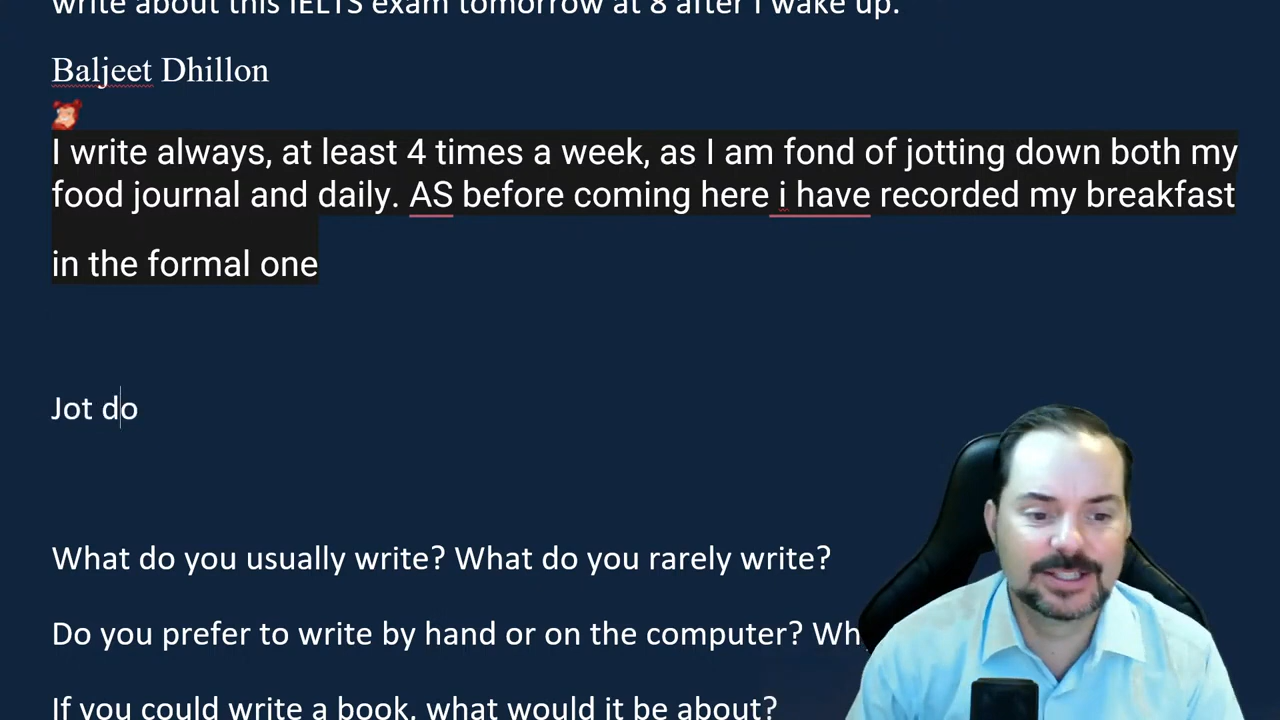 write about this IELTS exam tomorrow at 8 after I wake up.
Baljeet Dhillon
I write always, at least 4 times a week, as I am fond of jotting down both my
food journal and daily. AS before coming here i have recorded my breakfast
in the formal one
Jot do
What do you usually write? What do you rarely write?
Do you prefer to write by hand or on the computer? Wh
If you could write a book, what would it be about?